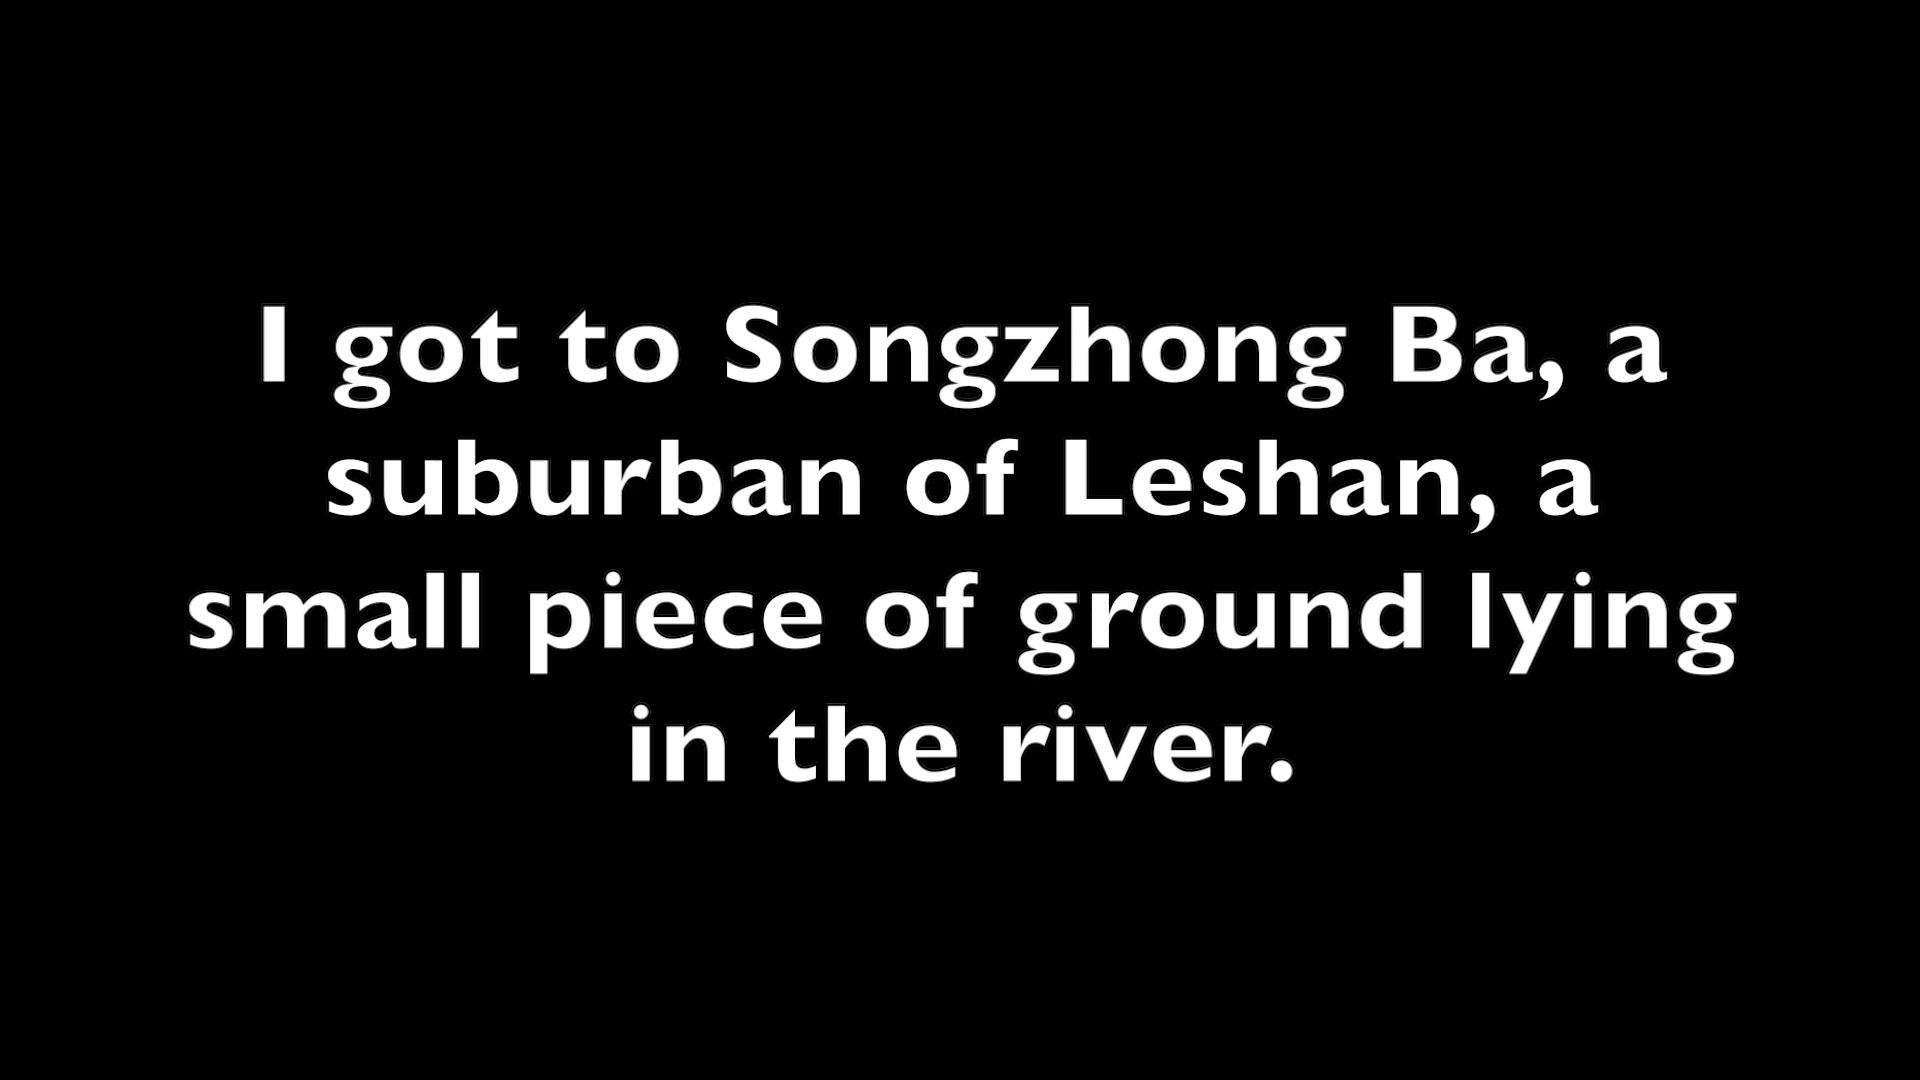 I got to Songzhong Ba, a
suburban of Leshan, a
small piece of ground lying
in the river.